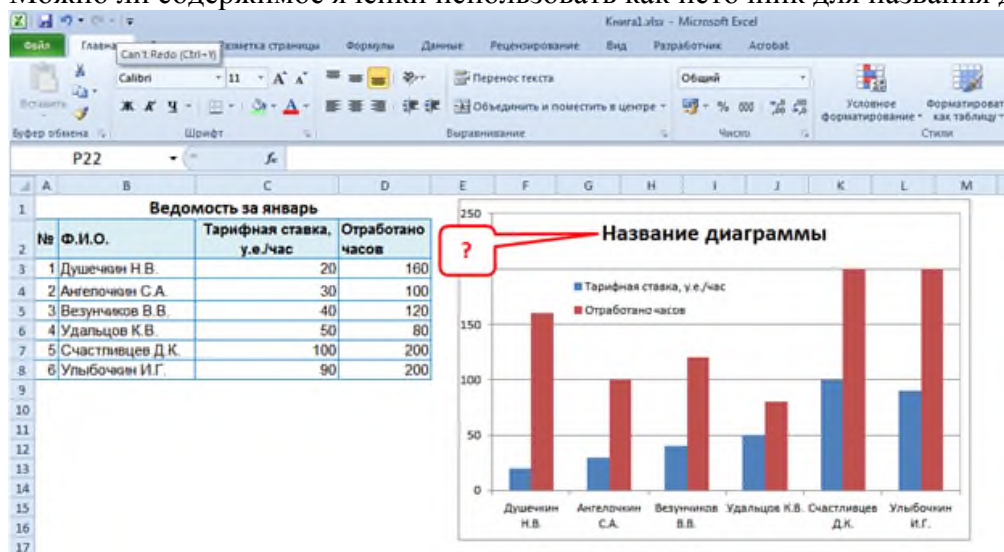 Можно ли содержимое ячейки использовать как источник для названия д
Книга1.xlsx - Microsoft Excel
Файл Главна Разметка страницы Формулы Данные Рецензирование Вид Разработчик Acrobat
Can't Redo (Ctrl+Y)
Calibri 11 Перенос текста Общий
Вставить Ж К Ч Объединить и поместить в центре % 000 Условное форматирование Форматироват как таблицу
Буфер обмена Шрифт Выравнивание Число Стили
P22 fx
A B C D E F G H I J K L M
1 Ведомость за январь
2 № Ф.И.О. Тарифная ставка, у.е./час Отработано часов
3 1 Душечкин Н.В. 20 160
4 2 Ангелочкин С.А. 30 100
5 3 Везунчиков В.В. 40 120
6 4 Удальцов К.В. 50 80
7 5 Счастливцев Д.К. 100 200
8 6 Улыбочкин И.Г. 90 200
9
10
11
12
13
14
15
16
17
?
Название диаграммы
Тарифная ставка, у.е./час
Отработано часов
250
150
100
50
0
Душечкин Н.В. Ангелочкин С.А. Везунчиков В.В. Удальцов К.В. Счастливцев Д.К. Улыбочкин И.Г.